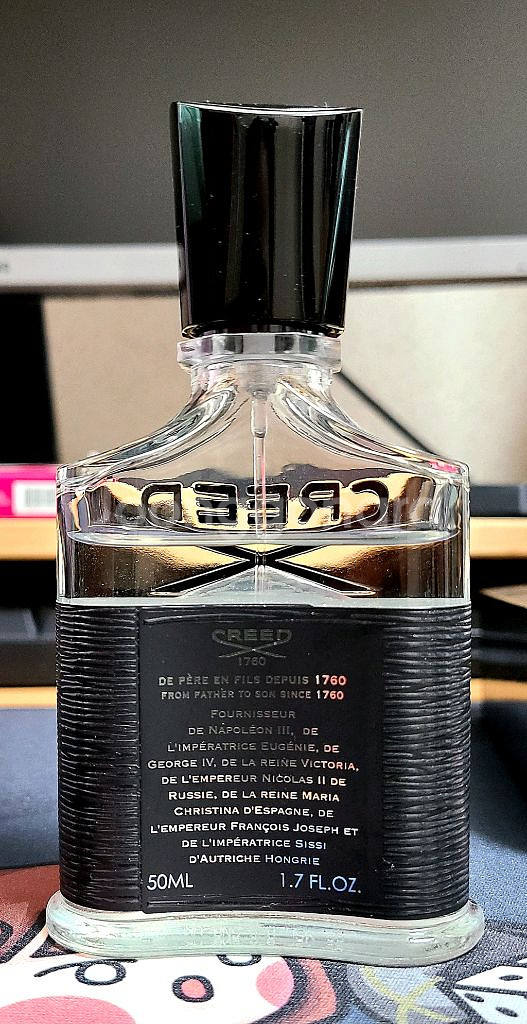 CREED
CREED
1760
DE PÈRE EN FILS DEPUIS 1760
FROM FATHER TO SON SINCE 1760
FOURNISSEUR
DE NAPOLÉON III, DE
L'IMPÉRATRICE EUGÉNIE, DE
GEORGE IV, DE LA REINE VICTORIA,
DE L'EMPEREUR NICOLAS II DE
RUSSIE, DE LA REINE MARIA
CHRISTINA D'ESPAGNE, DE
L'EMPEREUR FRANÇOIS JOSEPH ET
DE L'IMPÉRATRICE SISSI
D'AUTRICHE HONGRIE
50ML 1.7 FL.OZ.